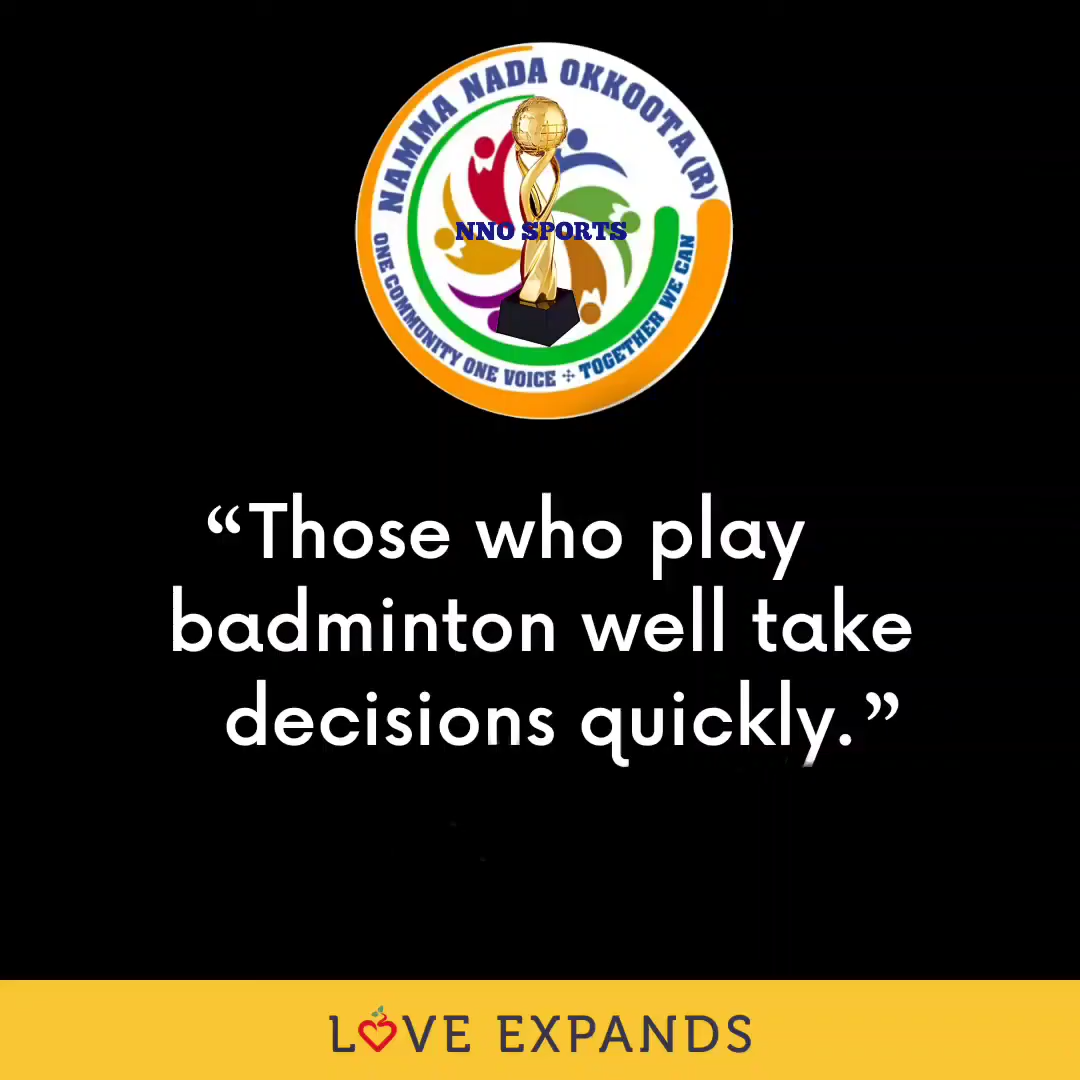 NAMMA NADA OKKOOTA (R)
NNO SPORTS
ONE COMMUNITY ONE VOICE ⁘ TOGETHER WE CAN
“Those who play
badminton well take
decisions quickly.”
LOVE EXPANDS